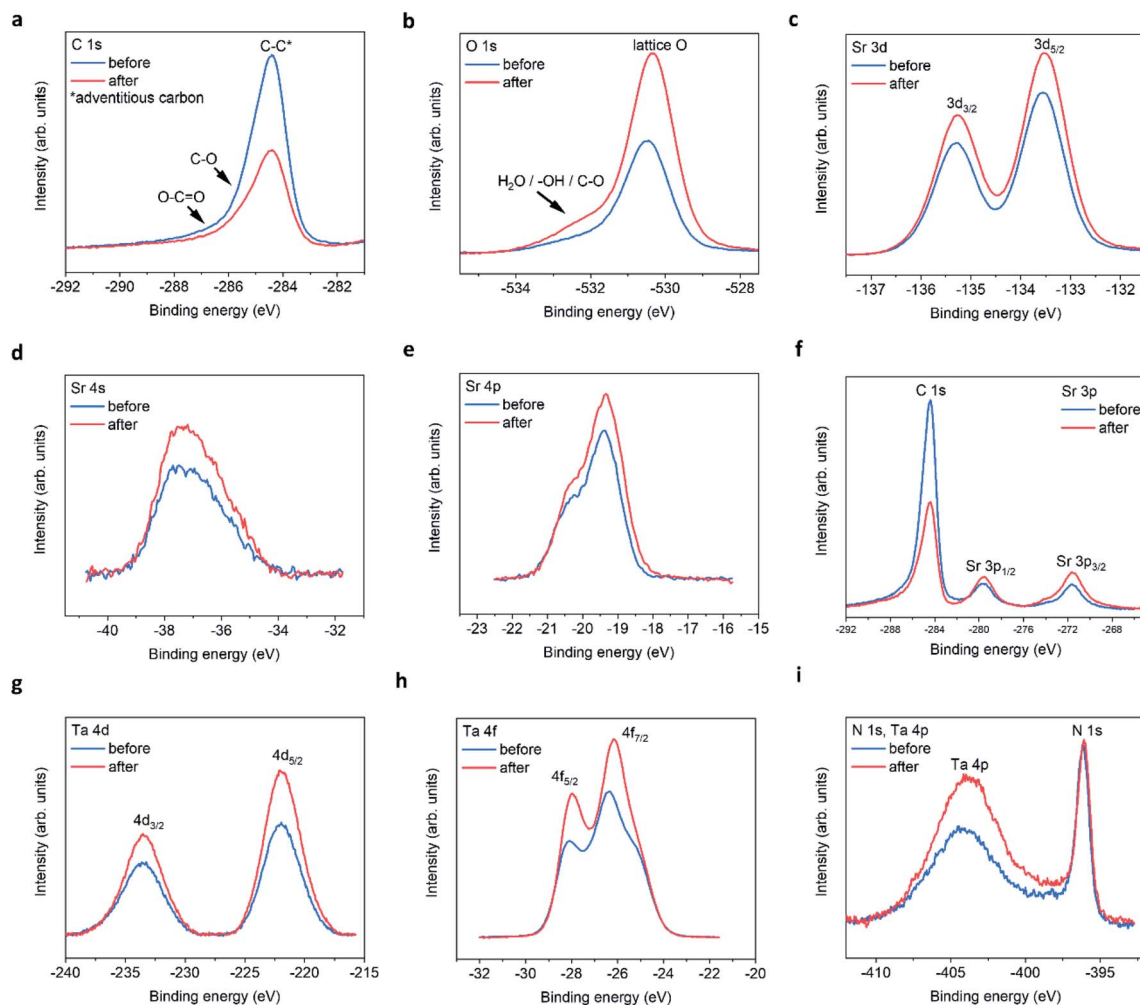 a
C 1s
before
after
*adventitious carbon
C-C*
C-O
O-C=O
Intensity (arb. units)
-292 -290 -288 -286 -284 -282
Binding energy (eV)
b
O 1s
before
after
lattice O
H₂O / -OH / C-O
Intensity (arb. units)
-534 -532 -530 -528
Binding energy (eV)
c
Sr 3d
before
after
3d₅/₂
3d₃/₂
Intensity (arb. units)
-137 -136 -135 -134 -133 -132
Binding energy (eV)
d
Sr 4s
before
after
Intensity (arb. units)
-40 -38 -36 -34 -32
Binding energy (eV)
e
Sr 4p
before
after
Intensity (arb. units)
-23 -22 -21 -20 -19 -18 -17 -16 -15
Binding energy (eV)
f
C 1s
Sr 3p
before
after
Sr 3p₁/₂
Sr 3p₃/₂
Intensity (arb. units)
-292 -288 -284 -280 -276 -272 -268
Binding energy (eV)
g
Ta 4d
before
after
4d₅/₂
4d₃/₂
Intensity (arb. units)
-240 -235 -230 -225 -220 -215
Binding energy (eV)
h
Ta 4f
before
after
4f₇/₂
4f₅/₂
Intensity (arb. units)
-32 -30 -28 -26 -24 -22 -20
Binding energy (eV)
i
N 1s, Ta 4p
before
after
N 1s
Ta 4p
Intensity (arb. units)
-410 -405 -400 -395
Binding energy (eV)